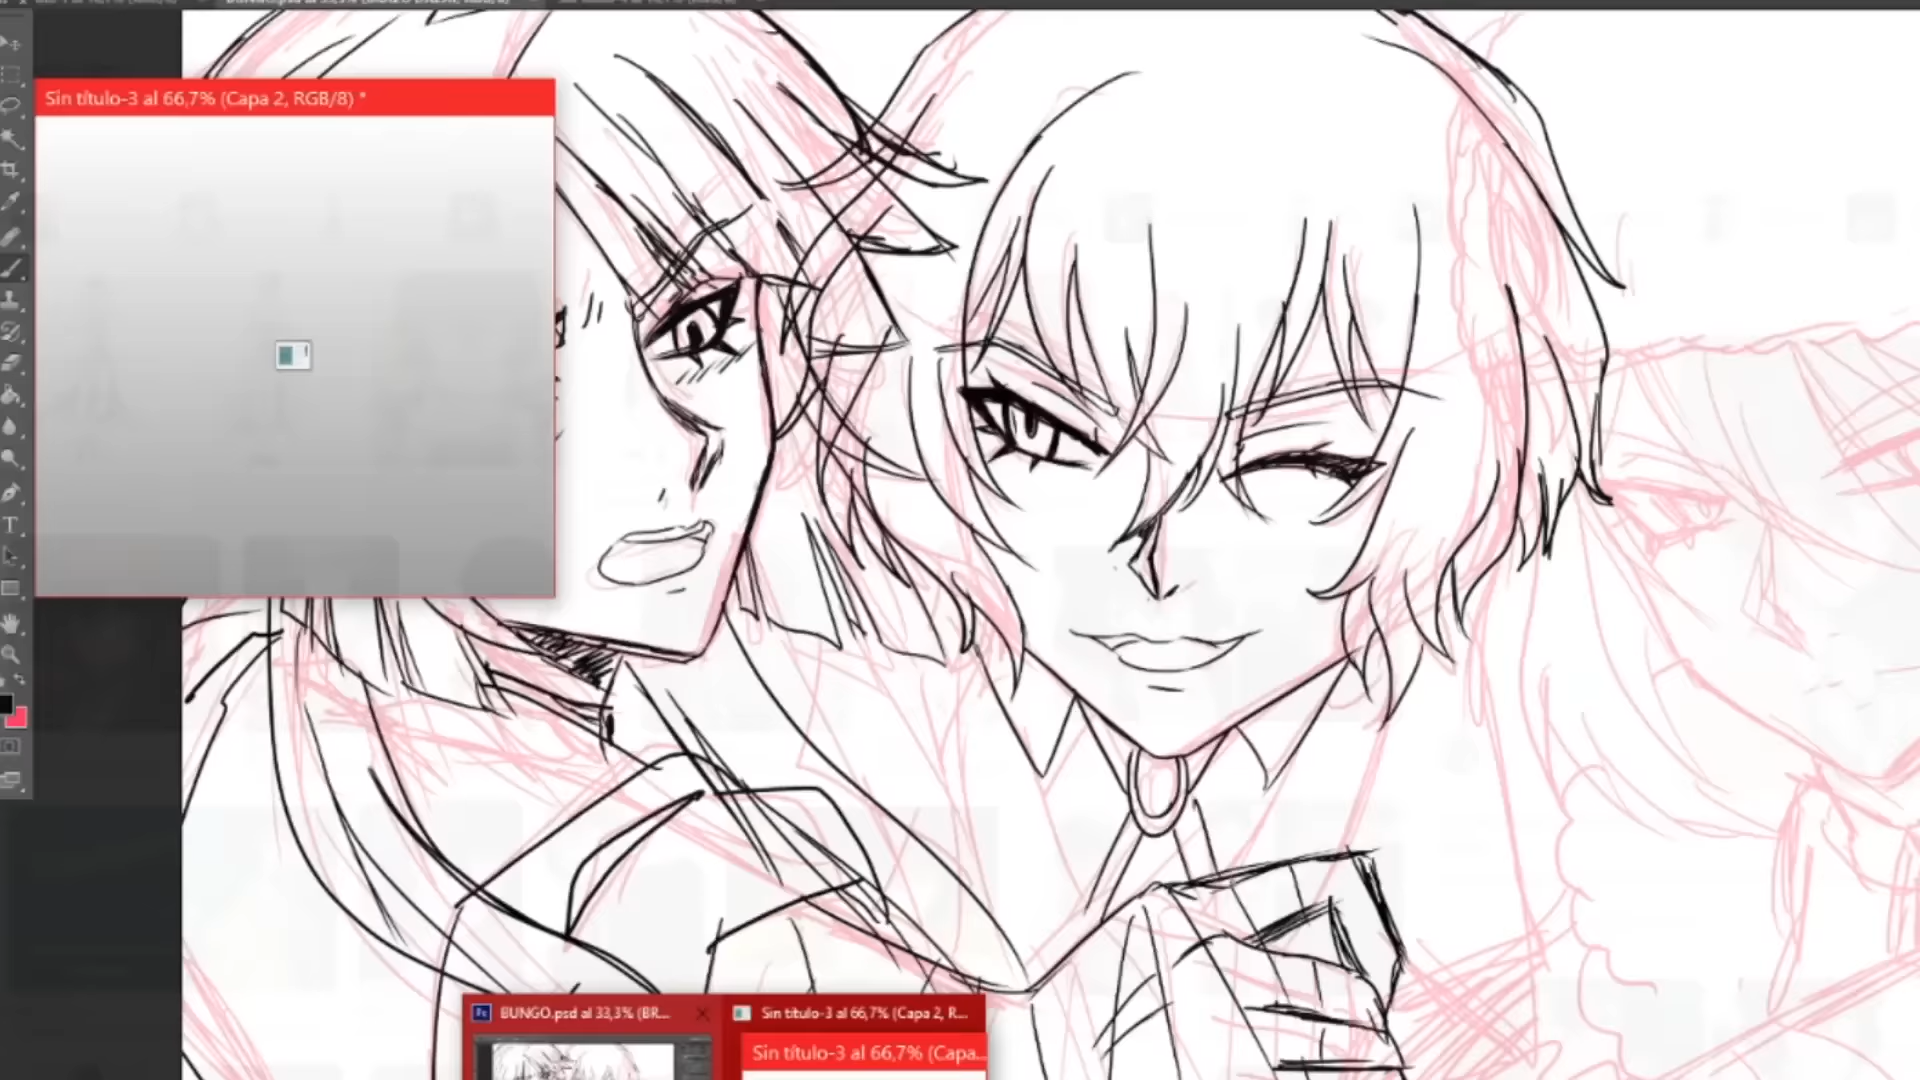 Sin título-3 al 66,7% (Capa 2, RGB/8) *
T
BUNGO.psd al 33,3% (BR...
Sin título-3 al 66,7% (Capa 2, R...
Sin título-3 al 66,7% (Capa...